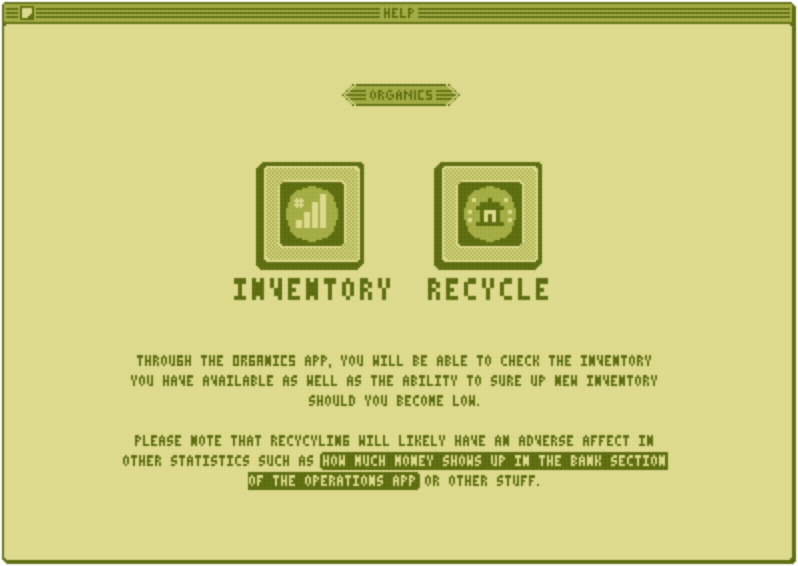 HELP
ORGANICS
INVENTORY RECYCLE
THROUGH THE ORGANICS APP, YOU WILL BE ABLE TO CHECK THE INVENTORY
YOU HAVE AVAILABLE AS WELL AS THE ABILITY TO SURE UP NEW INVENTORY
SHOULD YOU BECOME LOW.
PLEASE NOTE THAT RECYCYLING WILL LIKELY HAVE AN ADVERSE AFFECT IN
OTHER STATISTICS SUCH AS HOW MUCH MONEY SHOWS UP IN THE BANK SECTION
OF THE OPERATIONS APP OR OTHER STUFF.